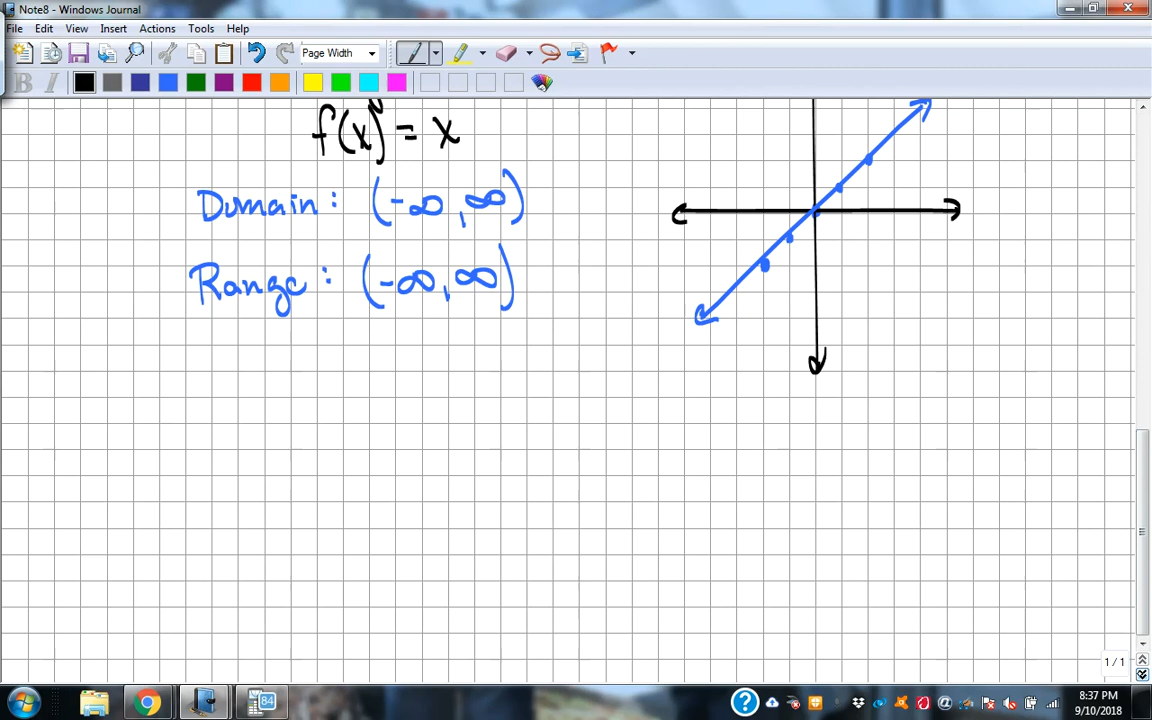 Note8 - Windows Journal
File Edit View Insert Actions Tools Help
Page Width
B I
f(x) = x
Domain: (-∞, ∞)
Range: (-∞, ∞)
1 / 1
84
8:37 PM
9/10/2018